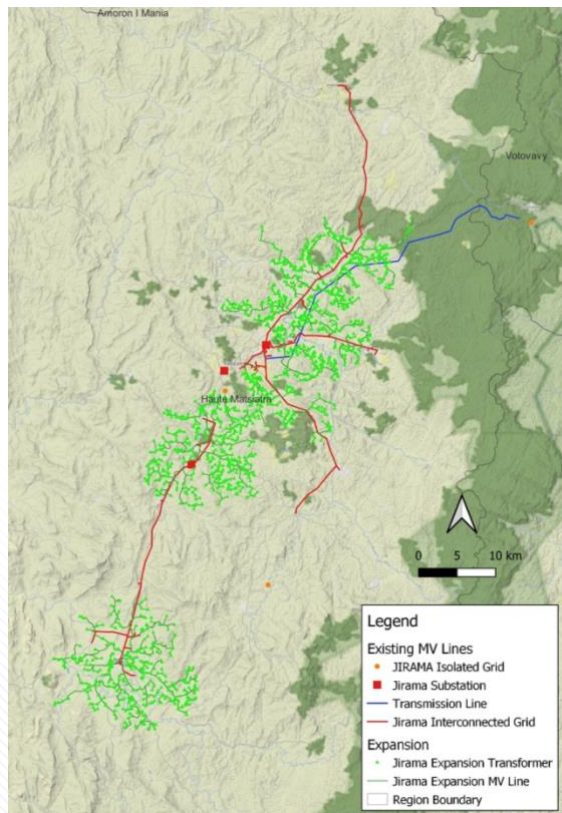 Amoron I Mania
Vatovavy
Haute Matsiatra
0 5 10 km
Legend
Existing MV Lines
JIRAMA Isolated Grid
Jirama Substation
Transmission Line
Jirama Interconnected Grid
Expansion
Jirama Expansion Transformer
Jirama Expansion MV Line
Region Boundary